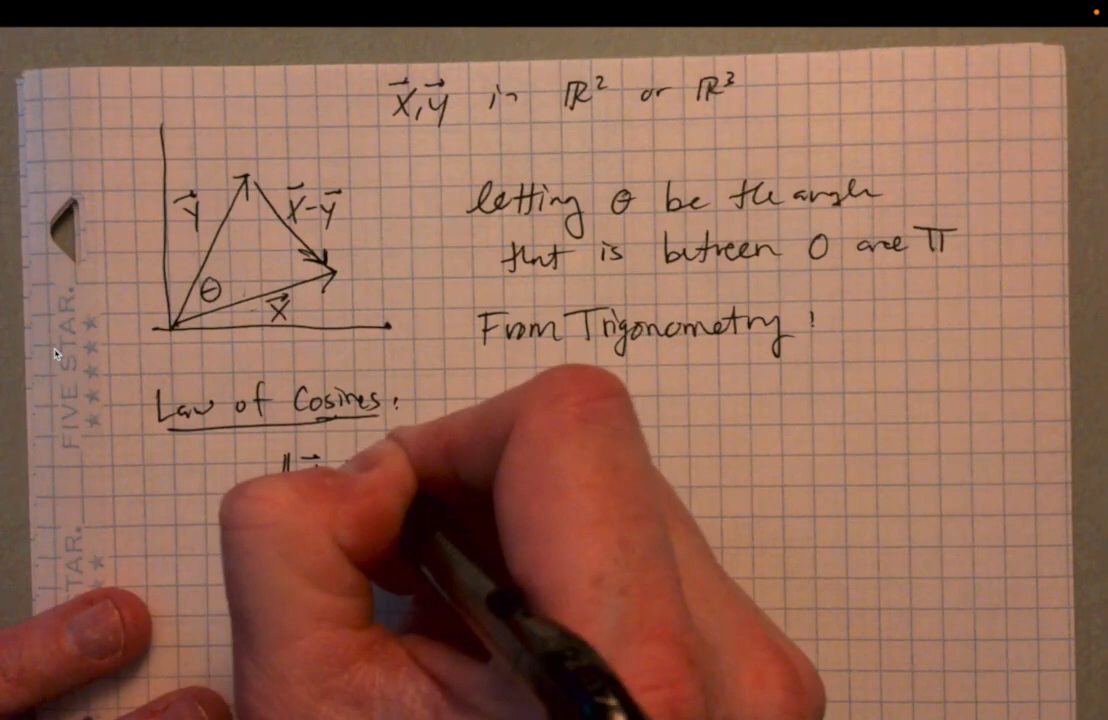 x⃗, y⃗ in ℝ² or ℝ³
y⃗
x⃗-y⃗
θ
x⃗
letting θ be the angle
that is between 0 and π
From Trigonometry:
Law of Cosines:
FIVE STAR.
★★★★★
TAR.
★★